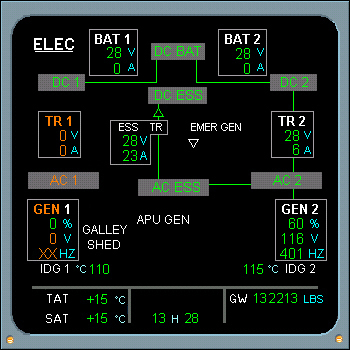 ELEC
BAT 1
28 V
0 A
DC BAT
BAT 2
28 V
0 A
DC 1
DC ESS
DC 2
TR 1
0 V
0 A
ESS TR
28 V
23 A
EMER GEN
TR 2
28 V
6 A
AC 1
AC ESS
AC 2
GEN 1
0 %
0 V
XX HZ
GALLEY
SHED
APU GEN
GEN 2
60 %
116 V
401 HZ
IDG 1 °C 110
115 °C IDG 2
TAT +15 °C
GW 132213 LBS
SAT +15 °C
13 H 28